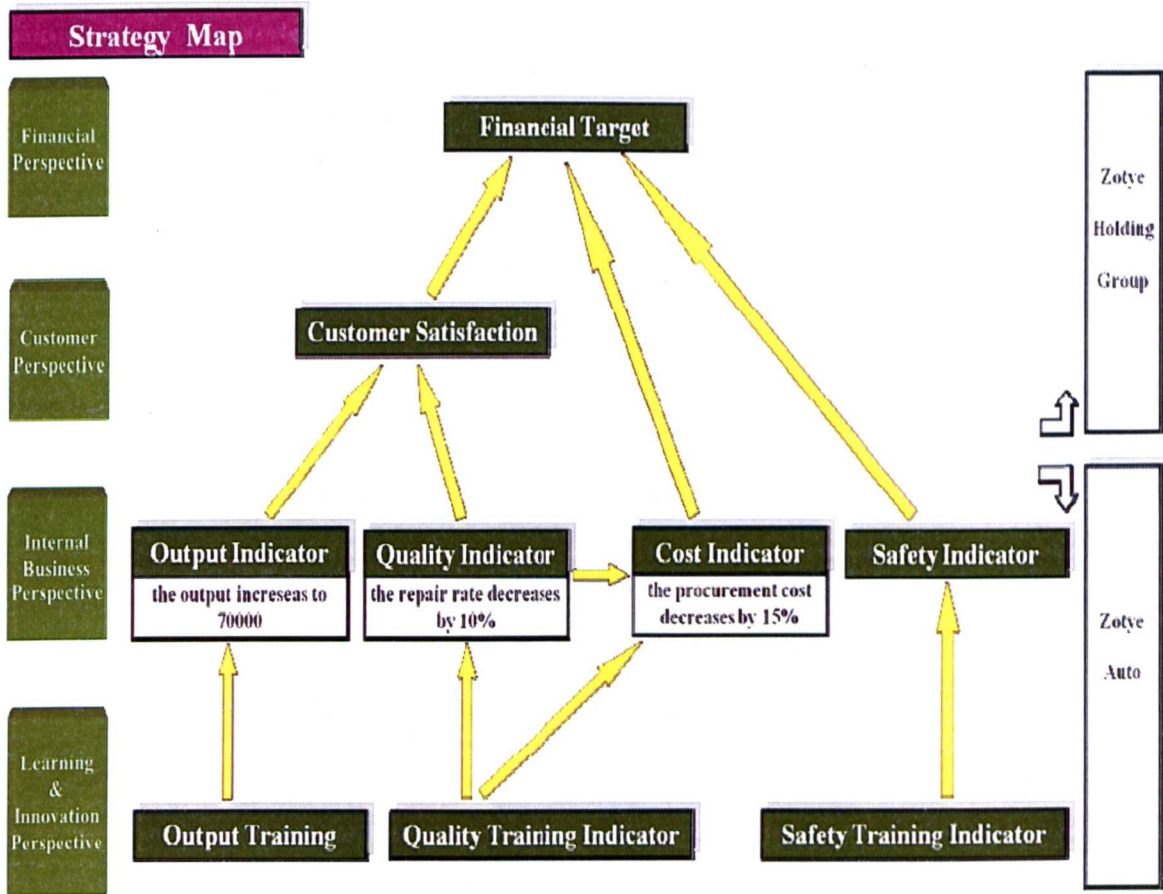 Strategy Map
Financial
Perspective
Financial Target
Zotye
Holding
Group
Customer
Perspective
Customer Satisfaction
Internal
Business
Perspective
Output Indicator
the output increseas to
70000
Quality Indicator
the repair rate decreases
by 10%
Cost Indicator
the procurement cost
decreases by 15%
Safety Indicator
Zotye
Auto
Learning
&
Innovation
Perspective
Output Training
Quality Training Indicator
Safety Training Indicator